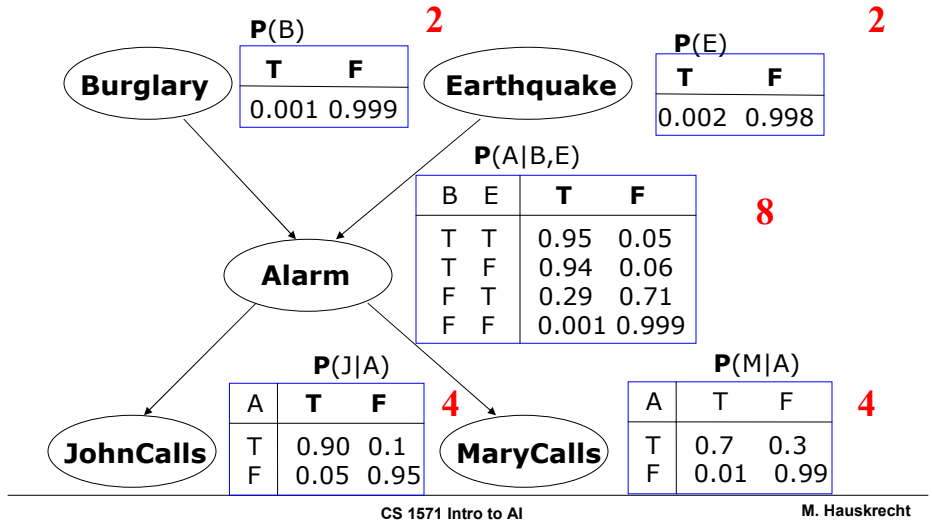 2
2
P(B)
P(E)
T F
T F
Burglary
Earthquake
0.001 0.999
0.002 0.998
P(A|B,E)
B E T F
8
T T 0.95 0.05
T F 0.94 0.06
F T 0.29 0.71
F F 0.001 0.999
Alarm
P(J|A)
P(M|A)
A T F
4
A T F
4
JohnCalls
T 0.90 0.1
F 0.05 0.95
MaryCalls
T 0.7 0.3
F 0.01 0.99
CS 1571 Intro to AI
M. Hauskrecht